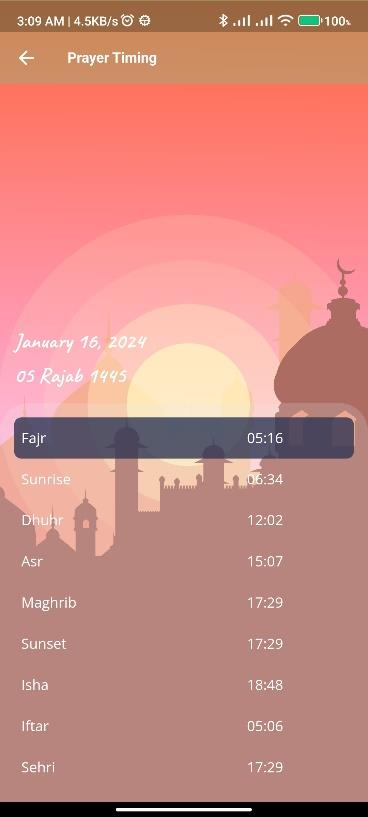 3:09 AM | 4.5KB/s 100%
Prayer Timing
January 16, 2024
05 Rajab 1445
Fajr 05:16
Sunrise 06:34
Dhuhr 12:02
Asr 15:07
Maghrib 17:29
Sunset 17:29
Isha 18:48
Iftar 05:06
Sehri 17:29